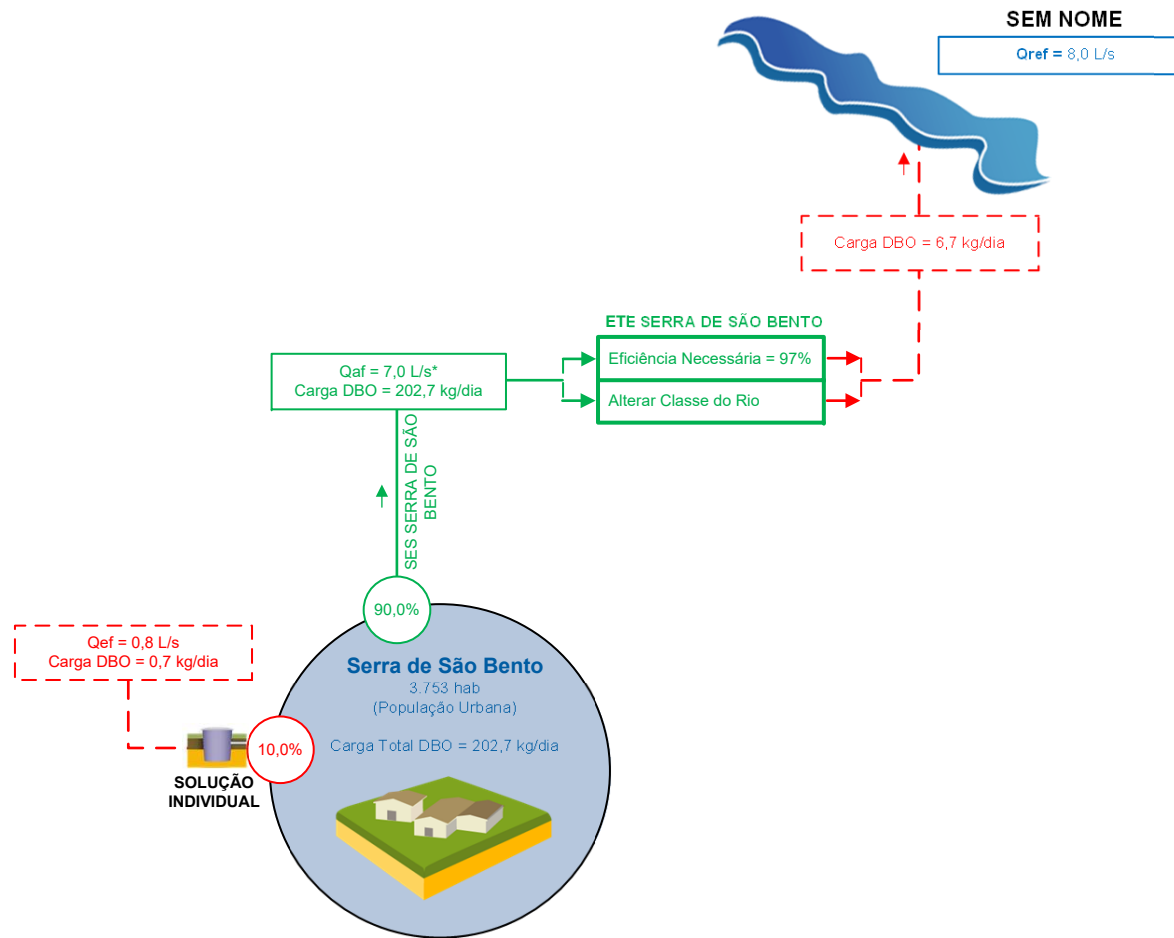 SEM NOME
Qref = 8,0 L/s
Carga DBO = 6,7 kg/dia
ETE SERRA DE SÃO BENTO
Eficiência Necessária = 97%
Alterar Classe do Rio
Qaf = 7,0 L/s*
Carga DBO = 202,7 kg/dia
SES SERRA DE SÃO
BENTO
90,0%
Qef = 0,8 L/s
Carga DBO = 0,7 kg/dia
10,0%
SOLUÇÃO
INDIVIDUAL
Serra de São Bento
3.753 hab
(População Urbana)
Carga Total DBO = 202,7 kg/dia